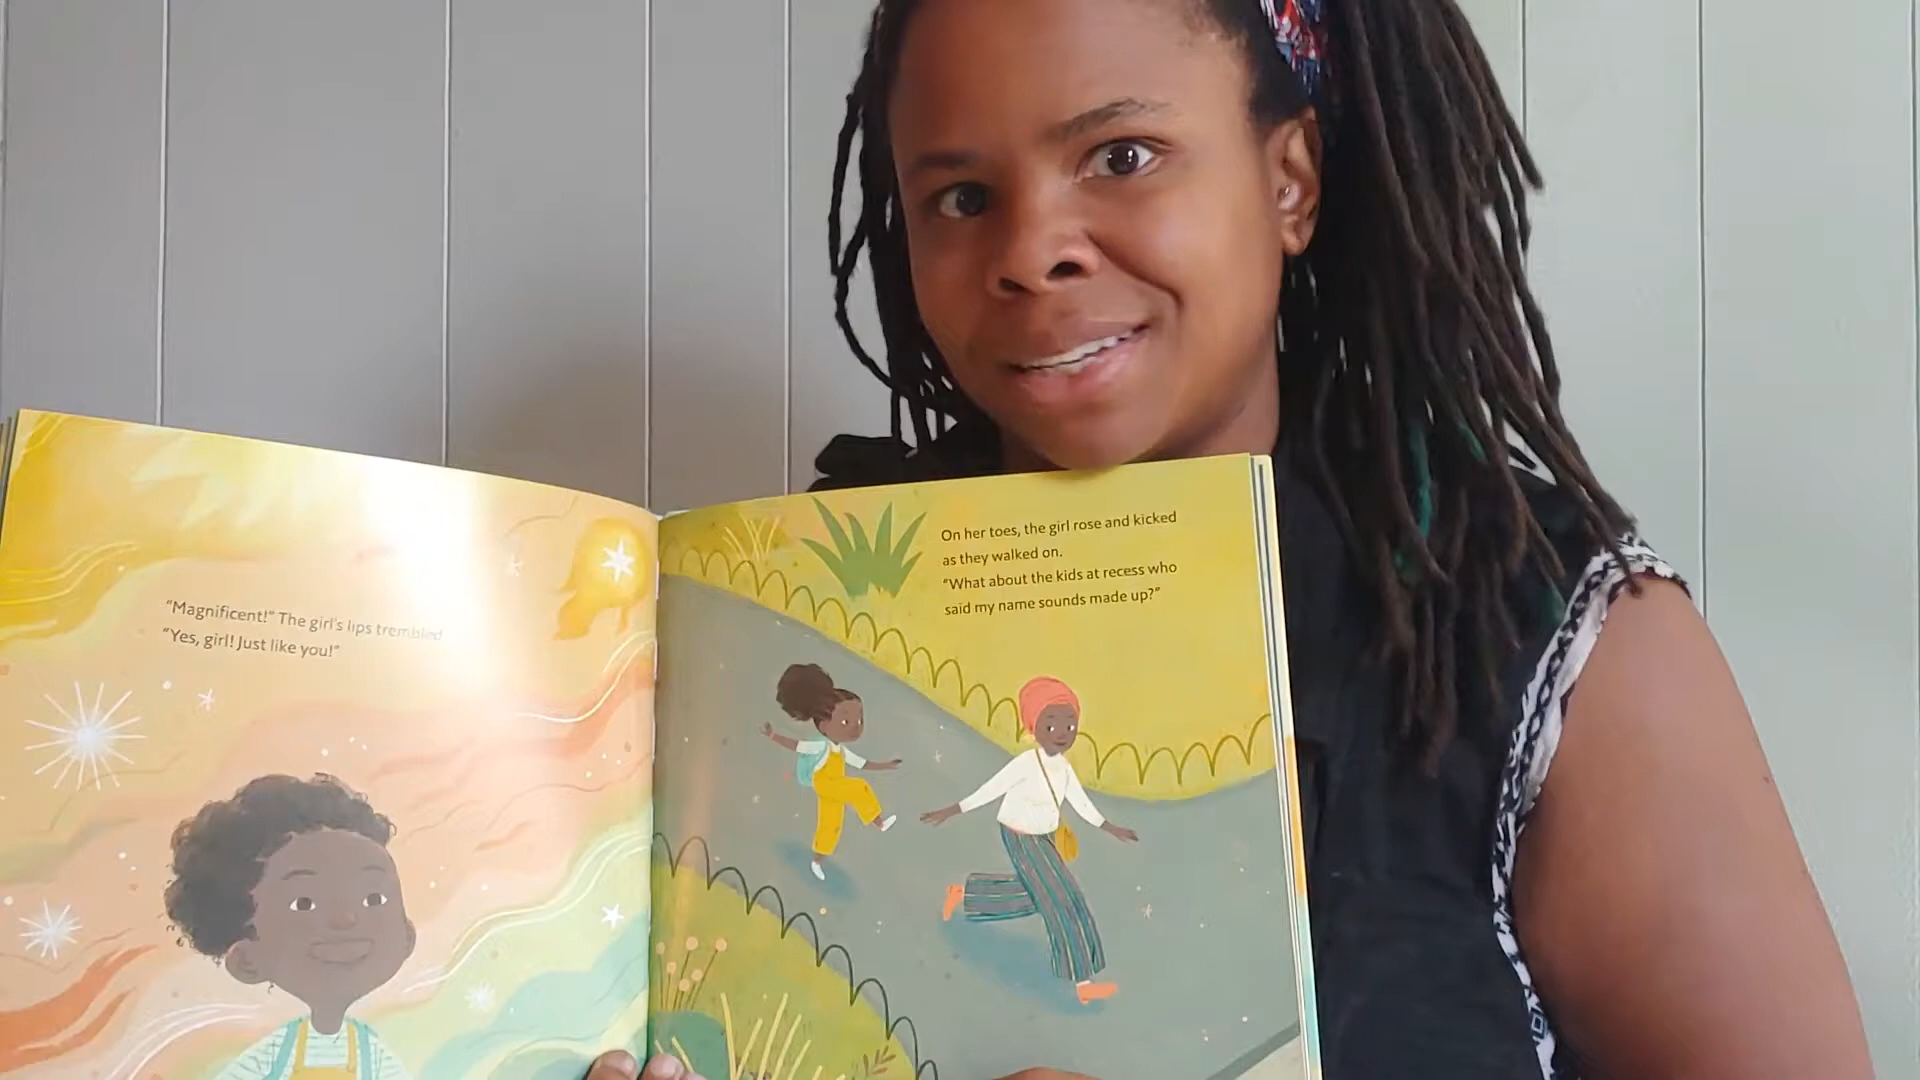 "Magnificent!" The girl's lips trembled
"Yes, girl! Just like you!"
On her toes, the girl rose and kicked
as they walked on.
"What about the kids at recess who
said my name sounds made up?"